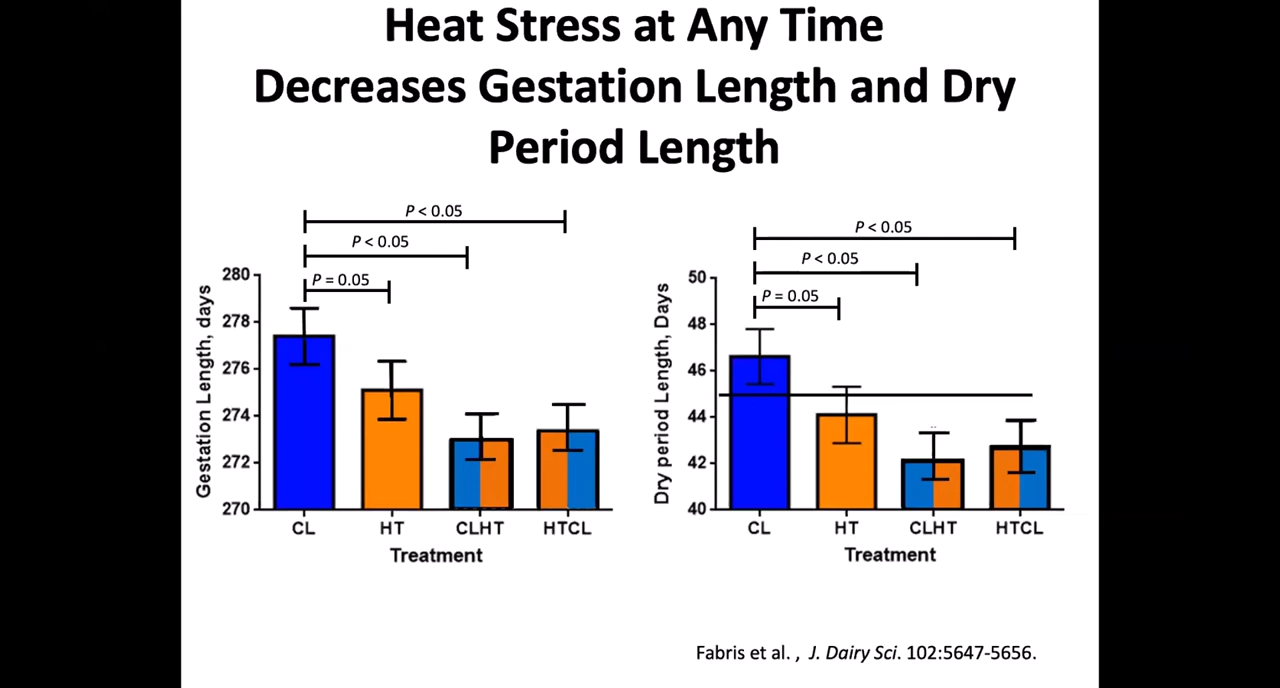 Heat Stress at Any Time
Decreases Gestation Length and Dry
Period Length
P < 0.05
P < 0.05
P = 0.05
Gestation Length, days
280
278
276
274
272
270
CL
HT
CLHT
HTCL
Treatment
P < 0.05
P < 0.05
P = 0.05
Dry period Length, Days
50
48
46
44
42
40
CL
HT
CLHT
HTCL
Treatment
Fabris et al. , J. Dairy Sci. 102:5647-5656.